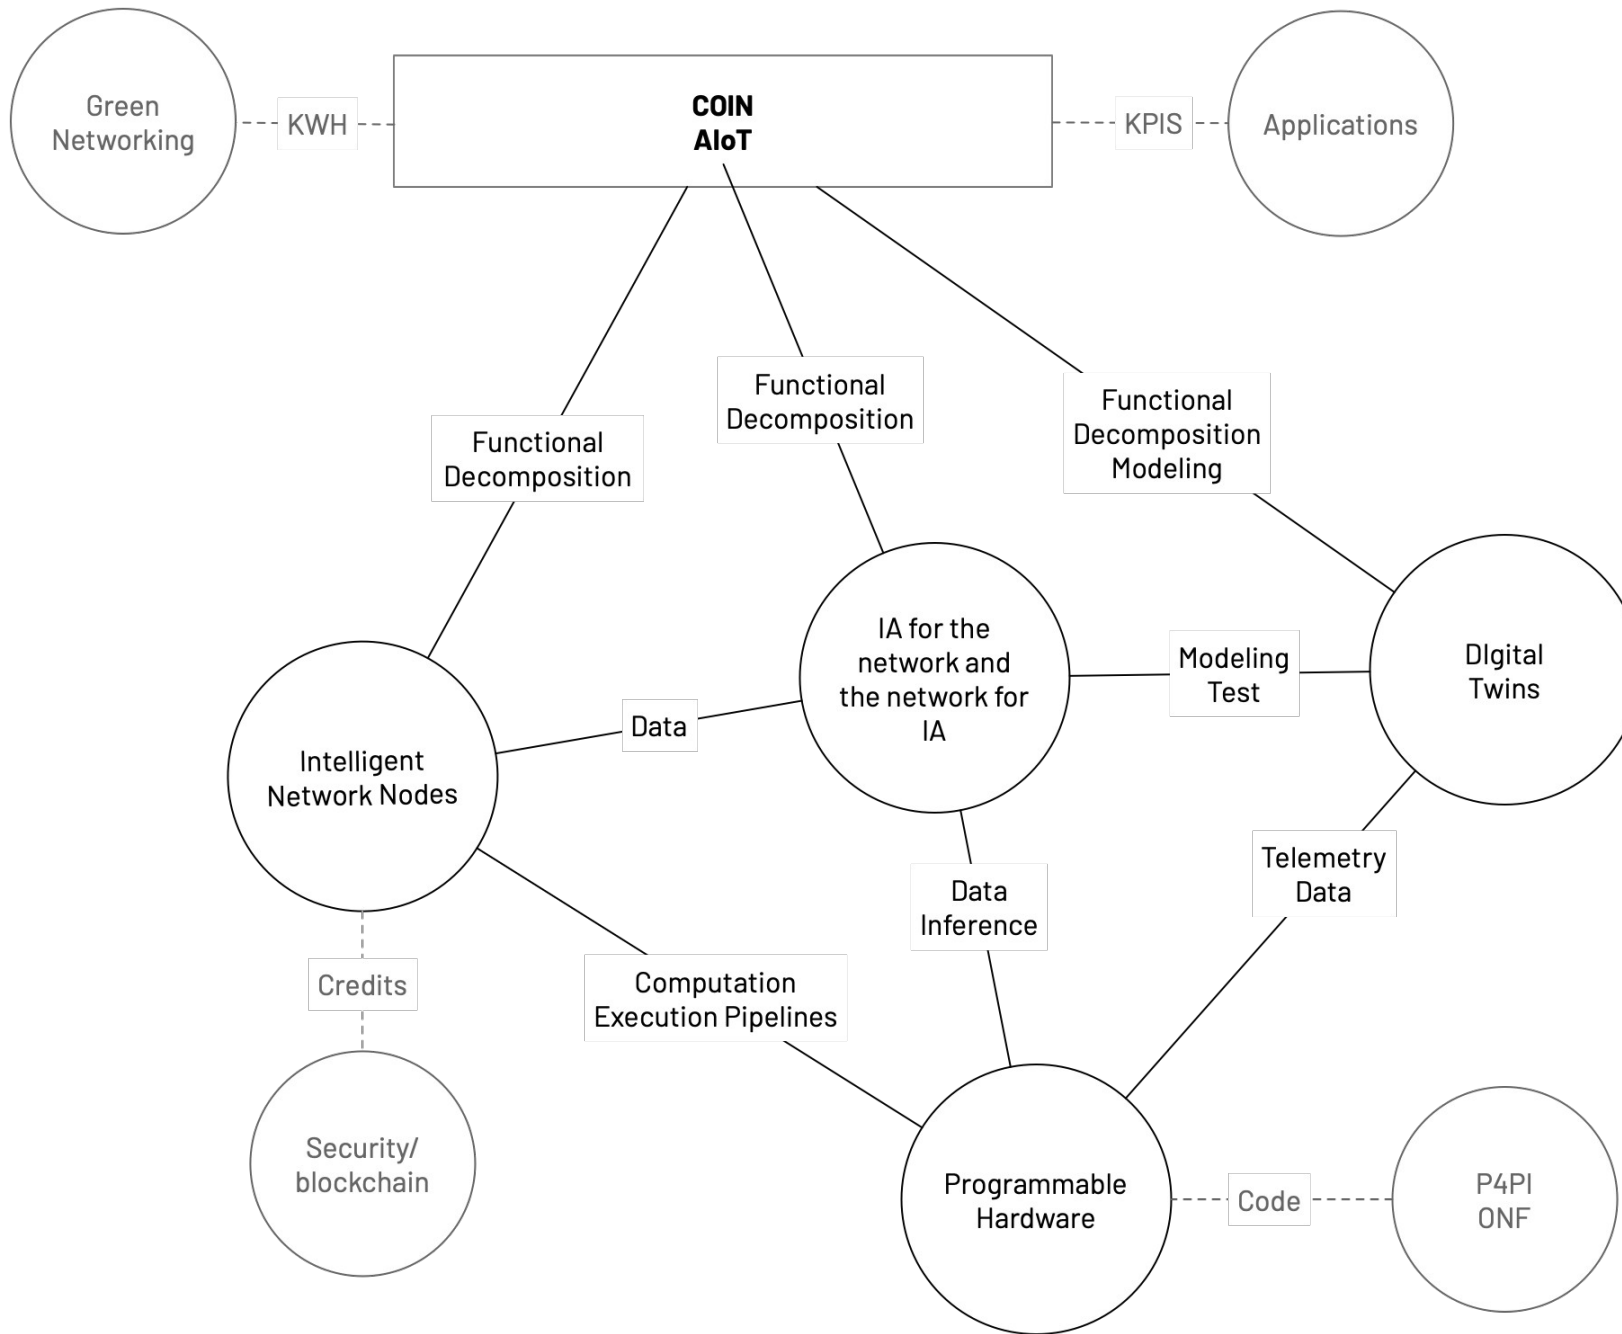 Green
Networking
KWH
COIN
AIoT
KPIS
Applications
Functional
Decomposition
Functional
Decomposition
Functional
Decomposition
Modeling
IA for the
network and
the network for
IA
Modeling
Test
DIgital
Twins
Data
Intelligent
Network Nodes
Telemetry
Data
Data
Inference
Credits
Computation
Execution Pipelines
Security/
blockchain
Programmable
Hardware
Code
P4PI
ONF